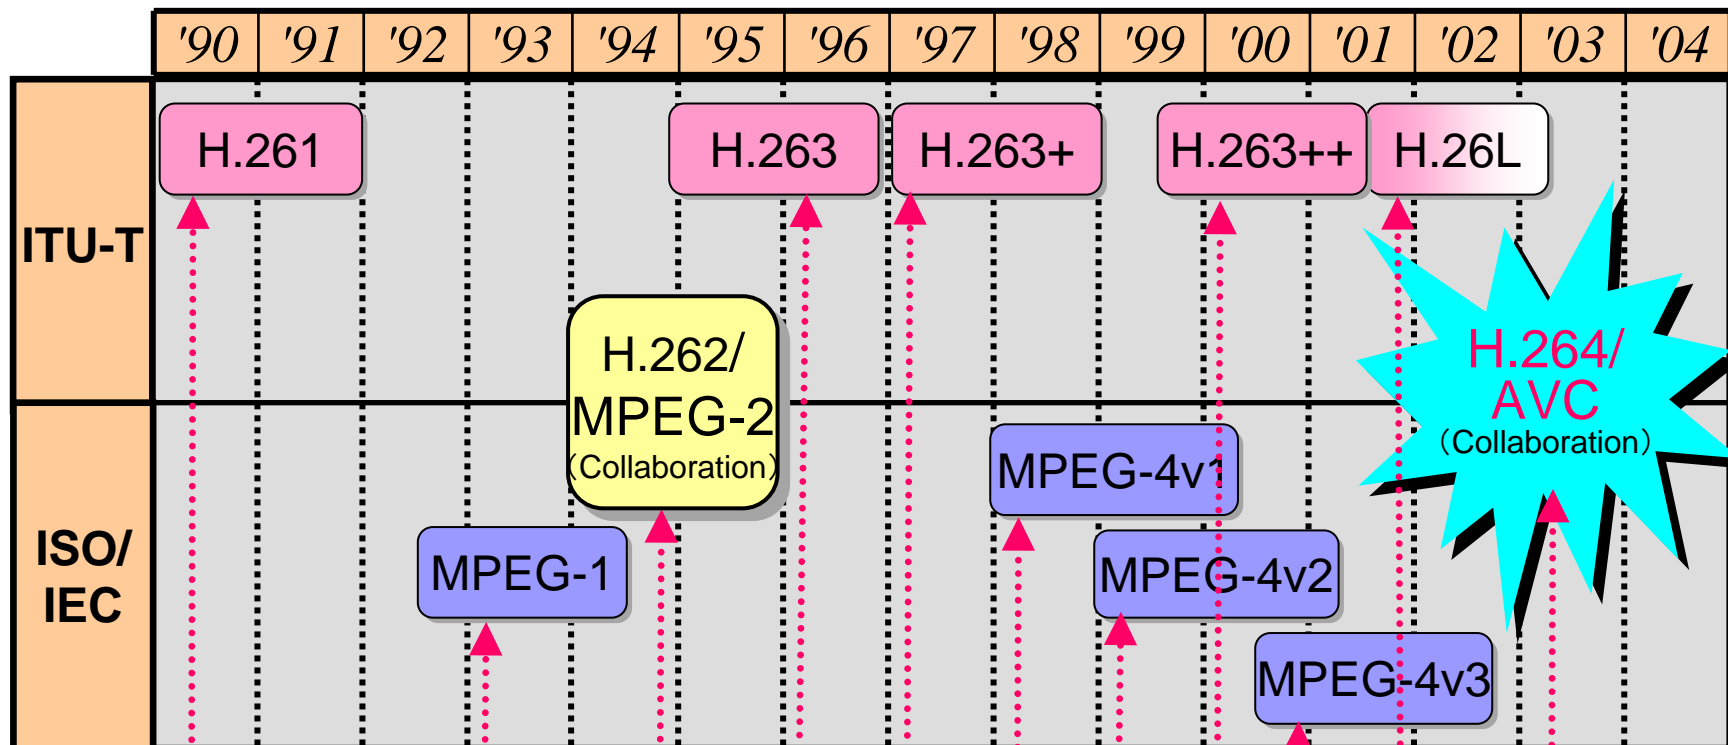 '90 '91 '92 '93 '94 '95 '96 '97 '98 '99 '00 '01 '02 '03 '04
H.261 H.263 H.263+ H.263++ H.26L
ITU-T
H.262/
MPEG-2
(Collaboration)
H.264/
AVC
(Collaboration)
ISO/
IEC
MPEG-4v1
MPEG-1
MPEG-4v2
MPEG-4v3